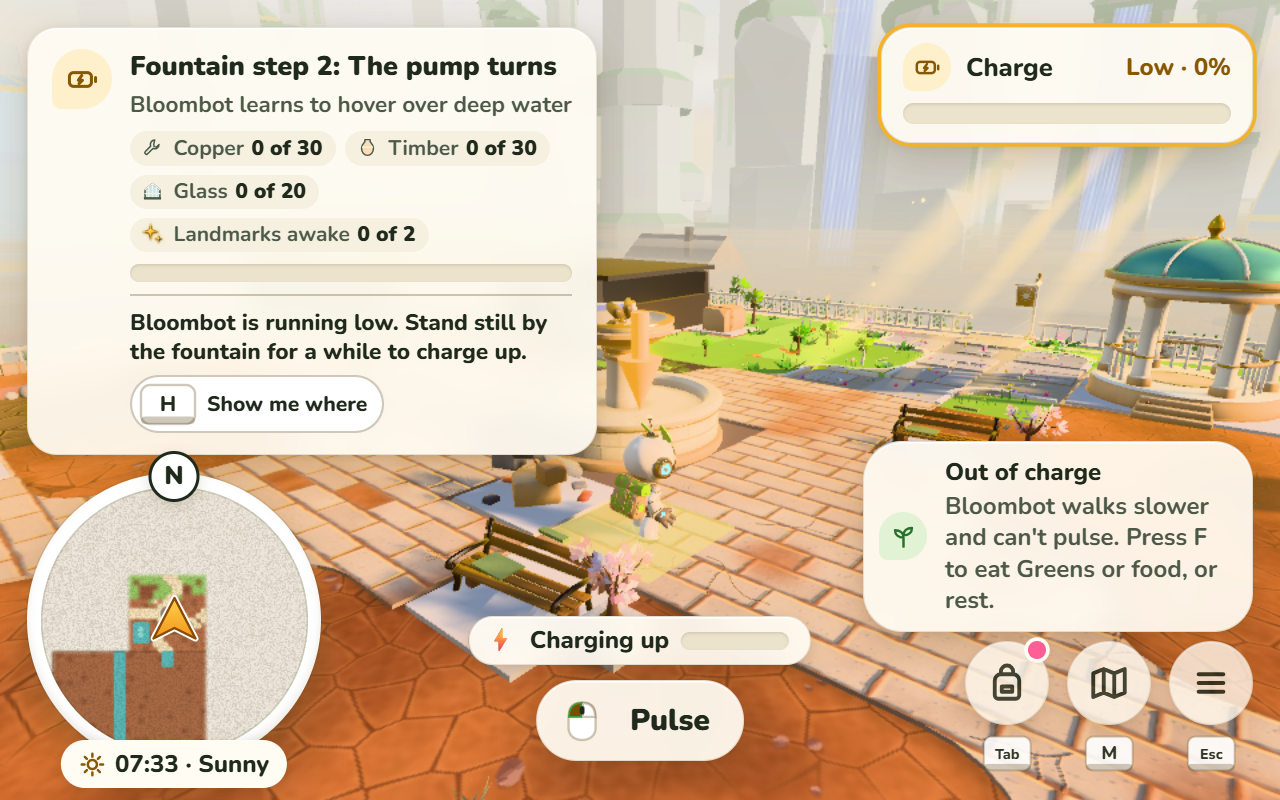 Fountain step 2: The pump turns
Bloombot learns to hover over deep water
Copper 0 of 30
Timber 0 of 30
Glass 0 of 20
Landmarks awake 0 of 2
Bloombot is running low. Stand still by
the fountain for a while to charge up.
H Show me where
Charge Low · 0%
N
07:33 · Sunny
Charging up
Pulse
Out of charge
Bloombot walks slower
and can't pulse. Press F
to eat Greens or food, or
rest.
Tab M Esc